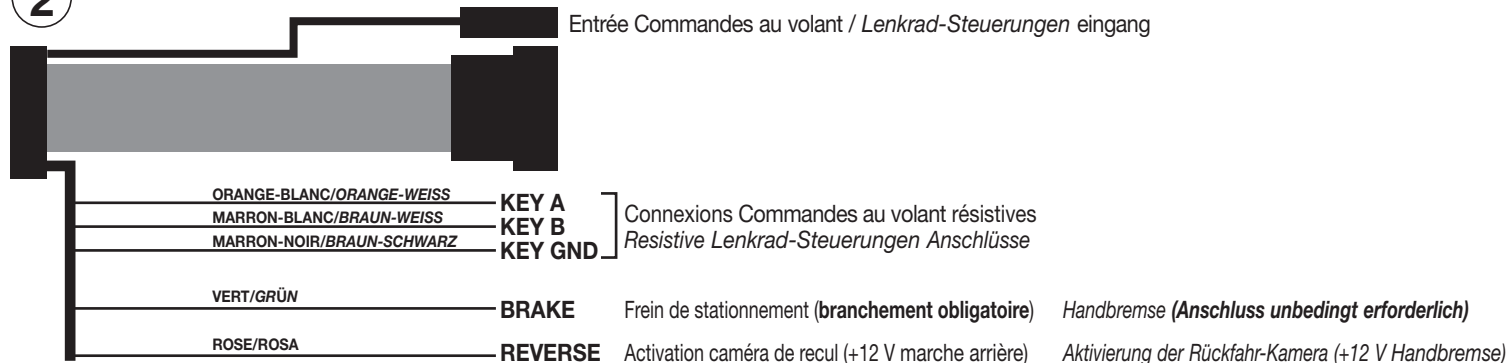 2
Entrée Commandes au volant / Lenkrad-Steuerungen eingang
ORANGE-BLANC/ORANGE-WEISS KEY A
MARRON-BLANC/BRAUN-WEISS KEY B
MARRON-NOIR/BRAUN-SCHWARZ KEY GND
Connexions Commandes au volant résistives
Resistive Lenkrad-Steuerungen Anschlüsse
VERT/GRÜN BRAKE Frein de stationnement (branchement obligatoire) Handbremse (Anschluss unbedingt erforderlich)
ROSE/ROSA REVERSE Activation caméra de recul (+12 V marche arrière) Aktivierung der Rückfahr-Kamera (+12 V Handbremse)